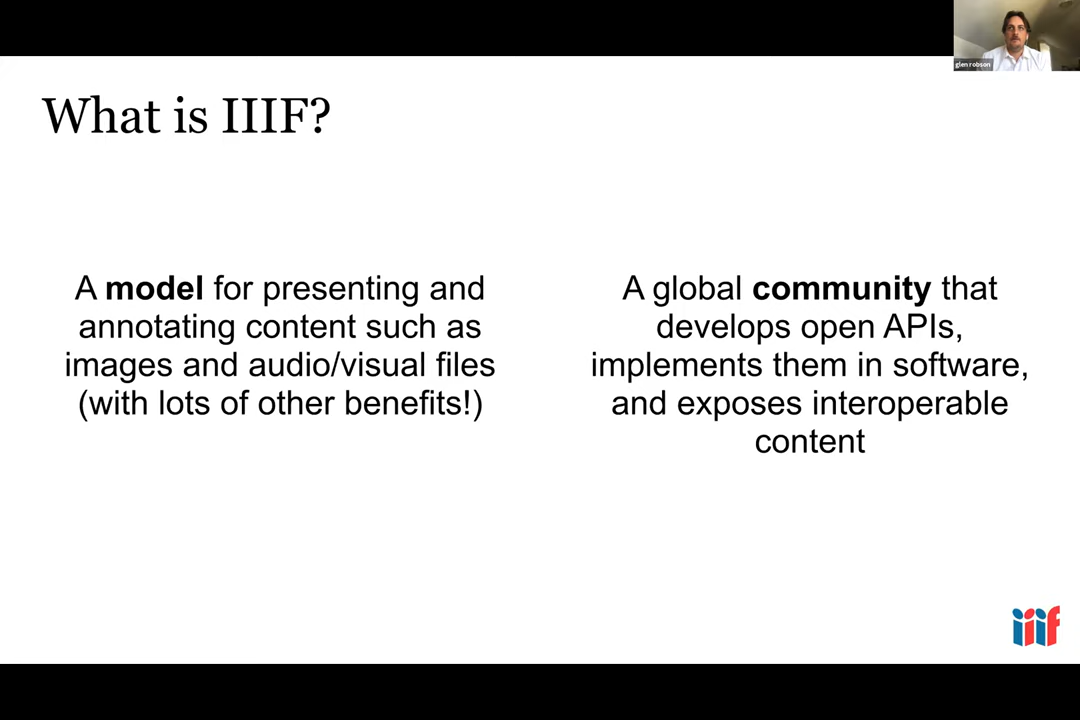 glen robson
What is IIIF?
A model for presenting and
annotating content such as
images and audio/visual files
(with lots of other benefits!)
A global community that
develops open APIs,
implements them in software,
and exposes interoperable
content
iiif